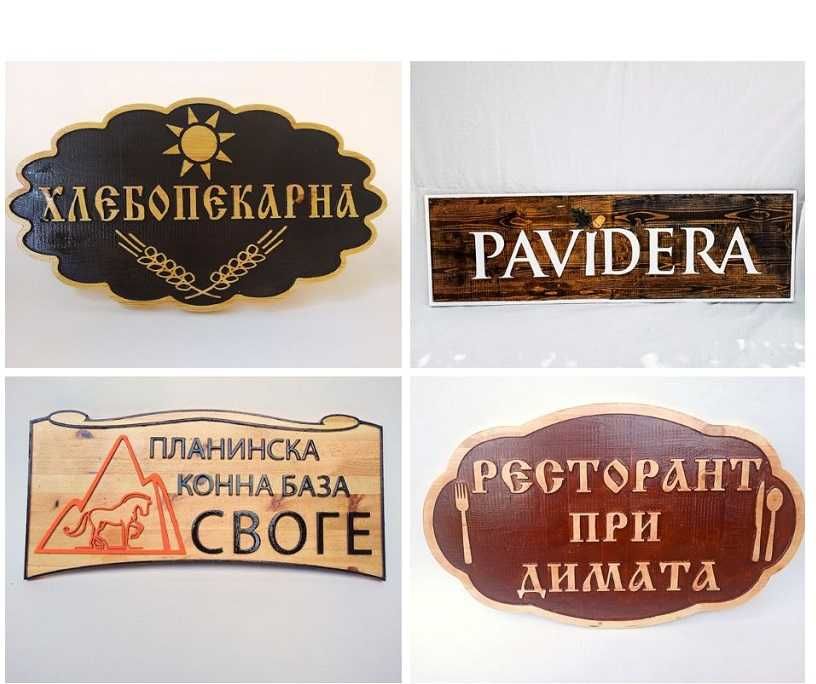 ХЛЕБОПЕКАРНА
PAVIDERA
ПЛАНИНСКА
КОННА БАЗА
СВОГЕ
РЕСТОРАНТ
ПРИ
ДИМАТА